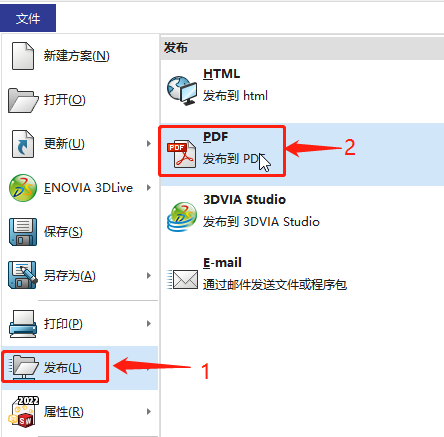 文件
新建方案(N)
打开(O)
更新(U)
ENOVIA 3DLive
保存(S)
另存为(A)
打印(P)
发布(L)
1
2022
SW
属性(R)
发布
HTML
发布到 html
PDF
PDF
发布到 PDF
2
3DVIA Studio
发布到 3DVIA Studio
E-mail
通过邮件发送文件或程序包